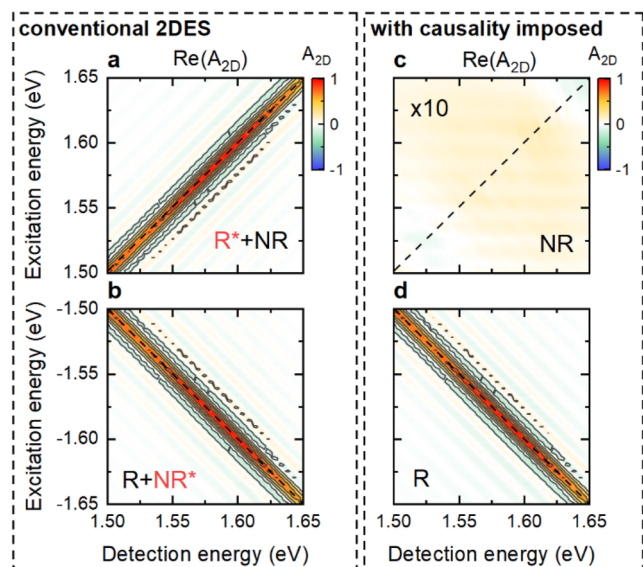 conventional 2DES
with causality imposed
a
Re(A2D)
A2D
c
Re(A2D)
A2D
Excitation energy (eV)
1.65
1.60
1.55
1.50
1
0
-1
R*+NR
x10
1
0
-1
NR
b
d
Excitation energy (eV)
-1.50
-1.55
-1.60
-1.65
R+NR*
R
1.50
1.55
1.60
1.65
1.50
1.55
1.60
1.65
Detection energy (eV)
Detection energy (eV)